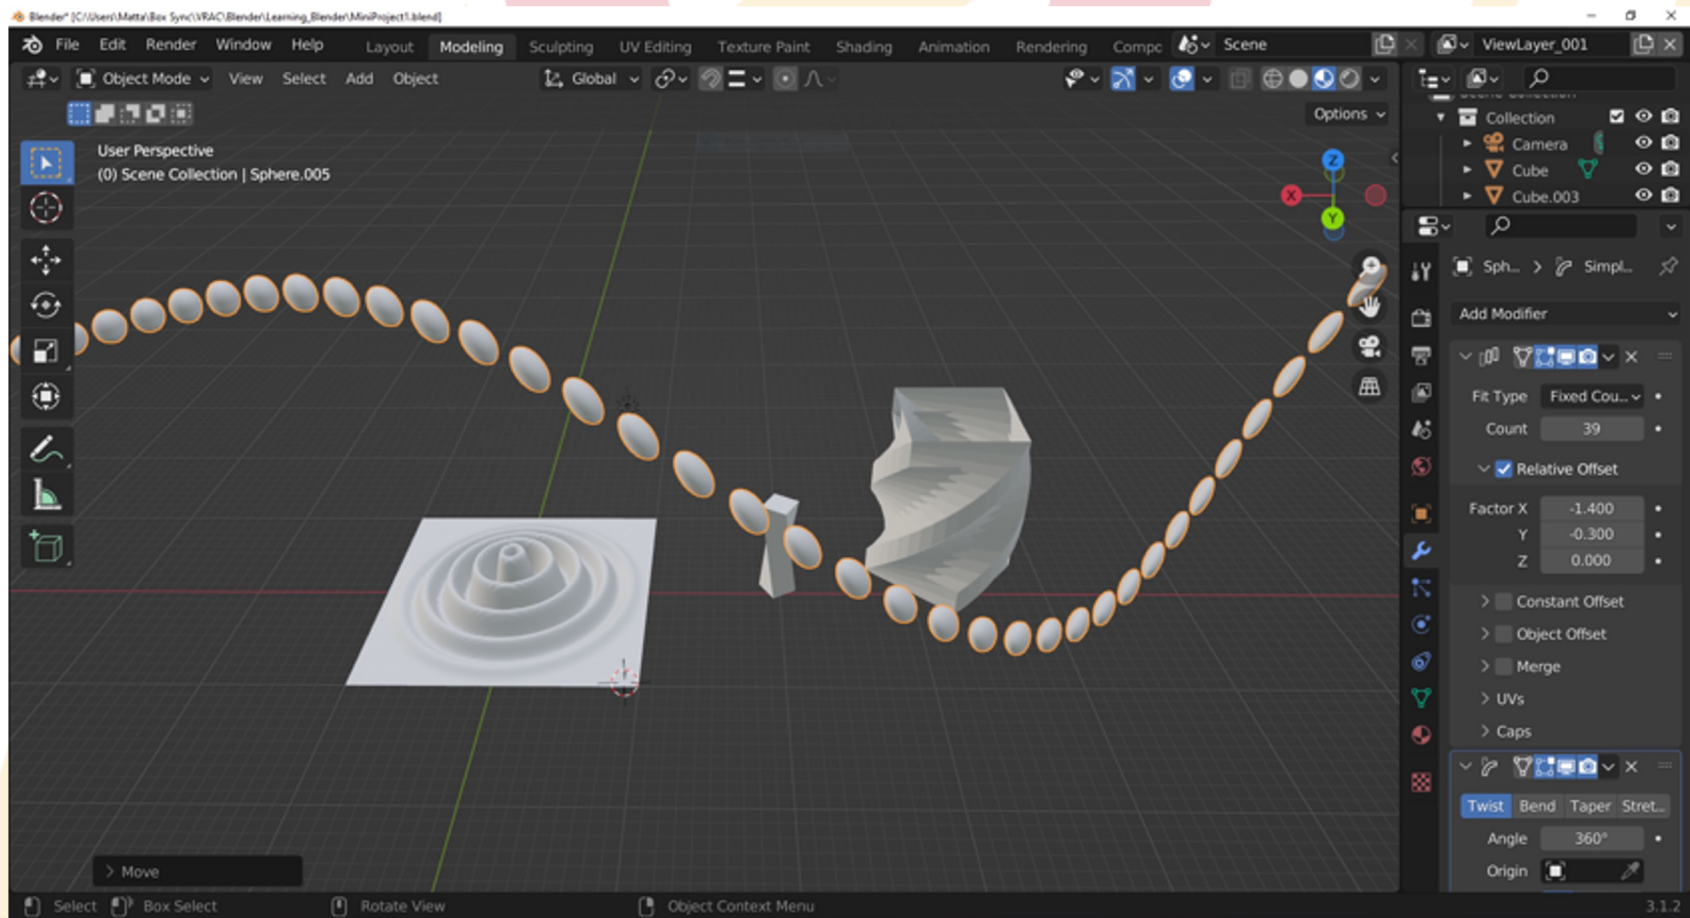 Blender* [C:\Users\Matta\Box Sync\VRAC\Blender\Learning_Blender\MiniProject1.blend]
File Edit Render Window Help Layout Modeling Sculpting UV Editing Texture Paint Shading Animation Rendering Compo Scene ViewLayer_001
Object Mode View Select Add Object Global
Options
Scene Collection
Collection
Camera
Cube
Cube.003
User Perspective
(0) Scene Collection | Sphere.005
Z
X
Y
Sph... Simpl...
Add Modifier
Fit Type Fixed Cou...
Count 39
Relative Offset
Factor X -1.400
Y -0.300
Z 0.000
Constant Offset
Object Offset
Merge
UVs
Caps
Twist Bend Taper Stret...
Angle 360°
Origin
Move
Select Box Select Rotate View Object Context Menu 3.1.2